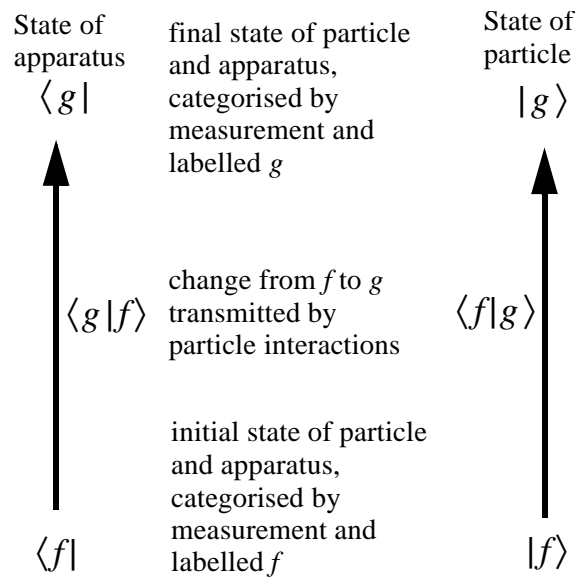 State of
apparatus
⟨g|
final state of particle
and apparatus,
categorised by
measurement and
labelled g
State of
particle
|g⟩
⟨g|f⟩
change from f to g
transmitted by
particle interactions
⟨f|g⟩
initial state of particle
and apparatus,
categorised by
measurement and
labelled f
⟨f|
|f⟩